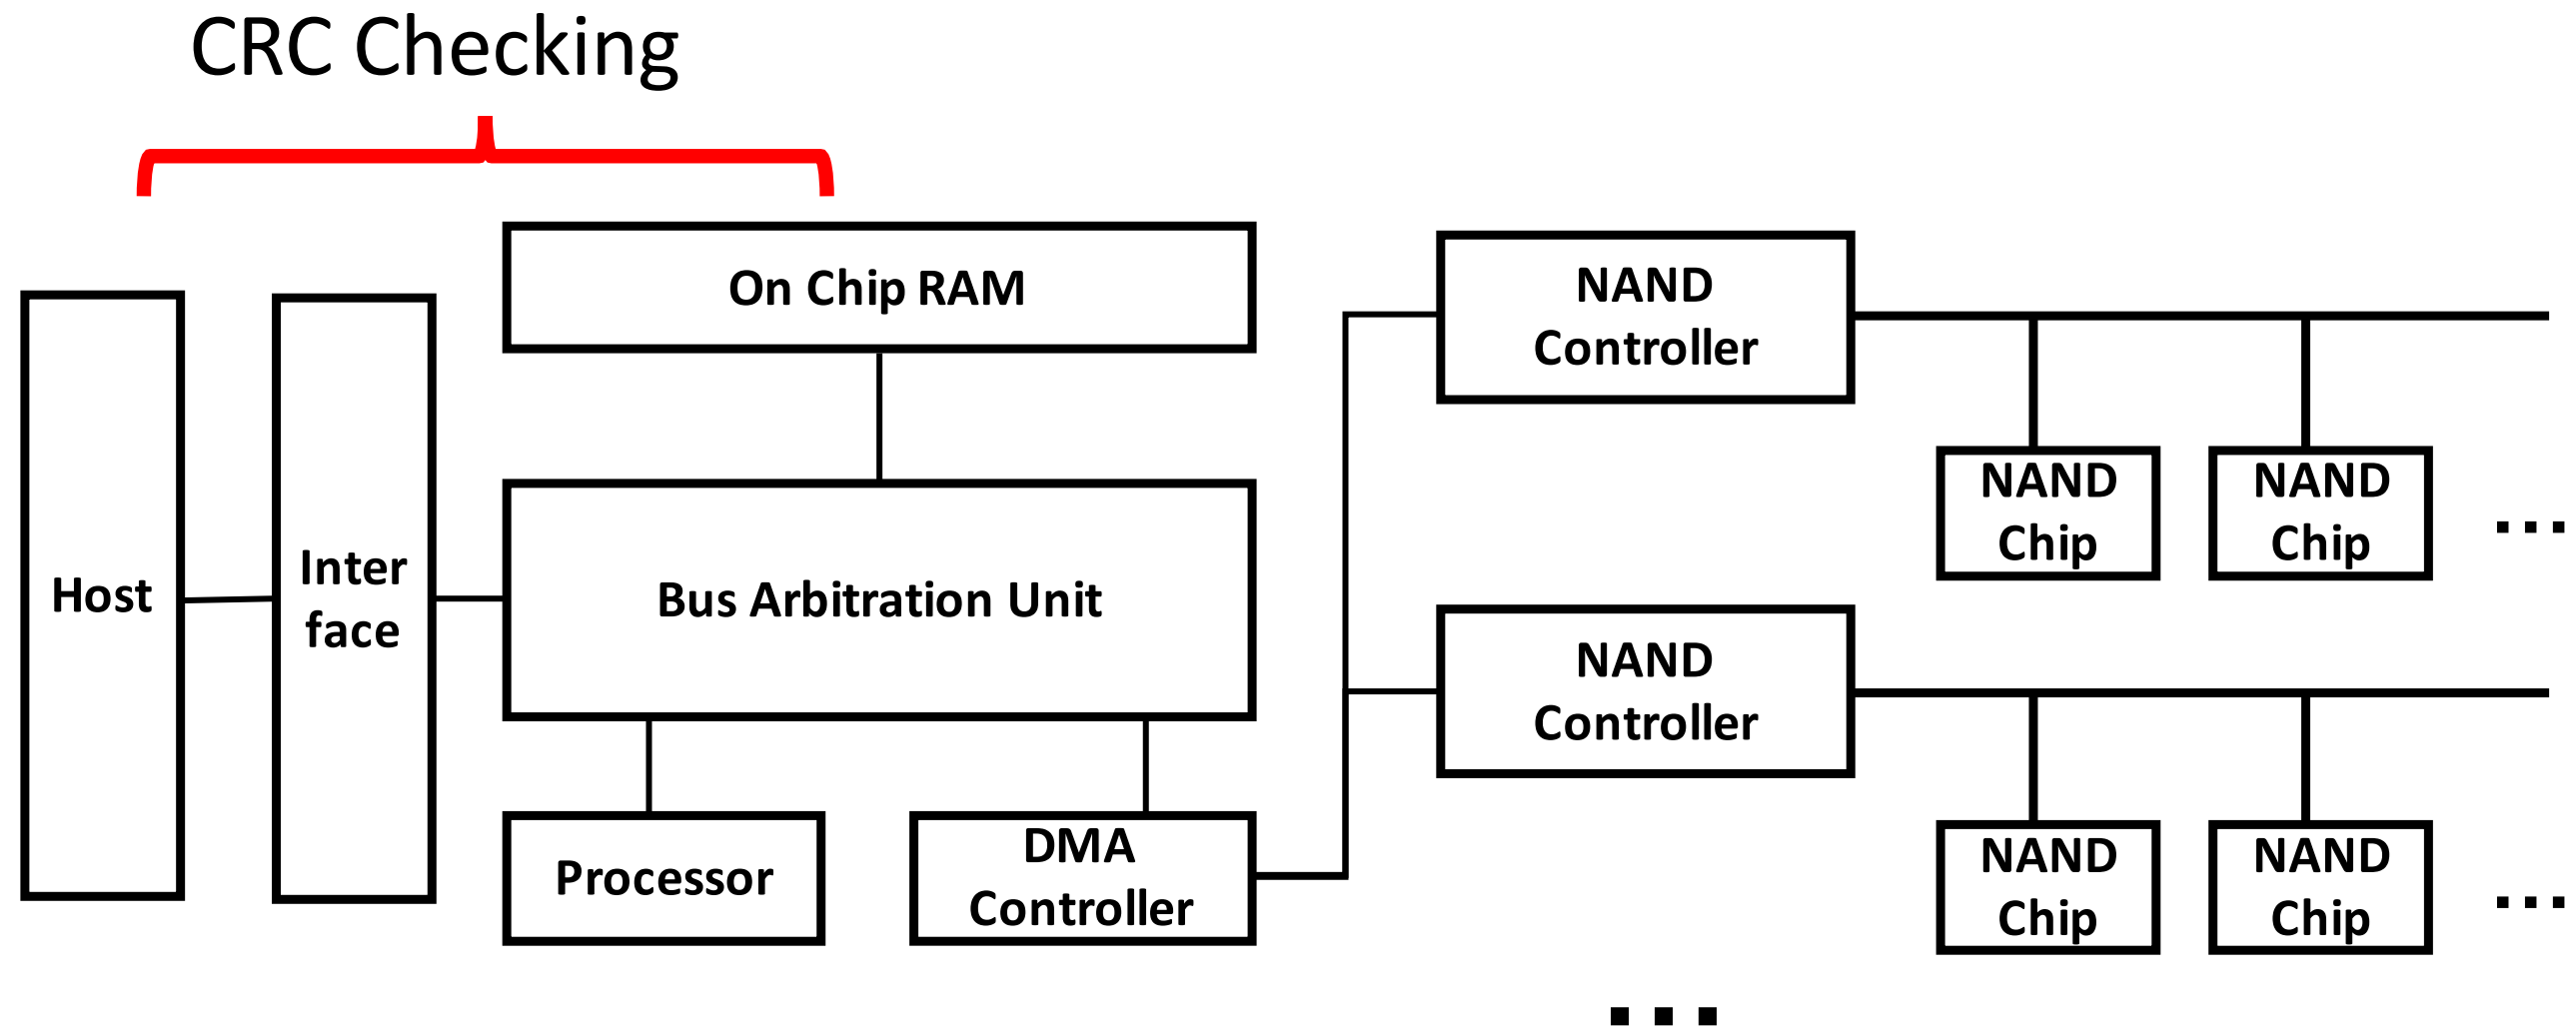 CRC Checking
On Chip RAM
Host
Inter
face
Bus Arbitration Unit
Processor
DMA
Controller
NAND
Controller
NAND
Chip
NAND
Chip
...
NAND
Controller
NAND
Chip
NAND
Chip
...
...